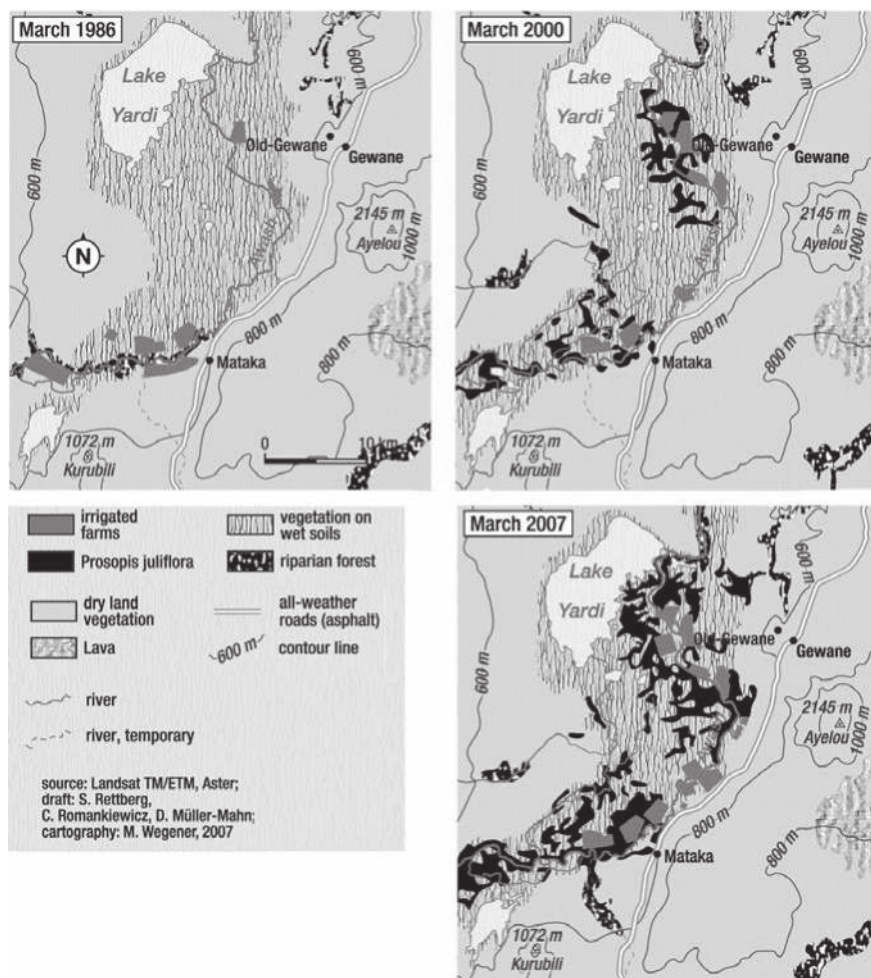 March 1986
Lake
Yardi
600 m
600 m
Old-Gewane
Gewane
2145 m
Ayelou
1000 m
Awash
N
800 m
800 m
Mataka
1072 m
Kurubili
0 10 km
March 2000
Lake
Yardi
600 m
600 m
Old-Gewane
Gewane
2145 m
Ayelou
1000 m
Awash
800 m
800 m
Mataka
1072 m
Kurubili
irrigated
farms
Prosopis juliflora
dry land
vegetation
Lava
river
river, temporary
vegetation on
wet soils
riparian forest
all-weather
roads (asphalt)
600 m
contour line
source: Landsat TM/ETM, Aster;
draft: S. Rettberg,
C. Romankiewicz, D. Müller-Mahn;
cartography: M. Wegener, 2007
March 2007
Lake
Yardi
600 m
600 m
Old-Gewane
Gewane
2145 m
Ayelou
1000 m
800 m
800 m
Mataka
1072 m
Kurubili